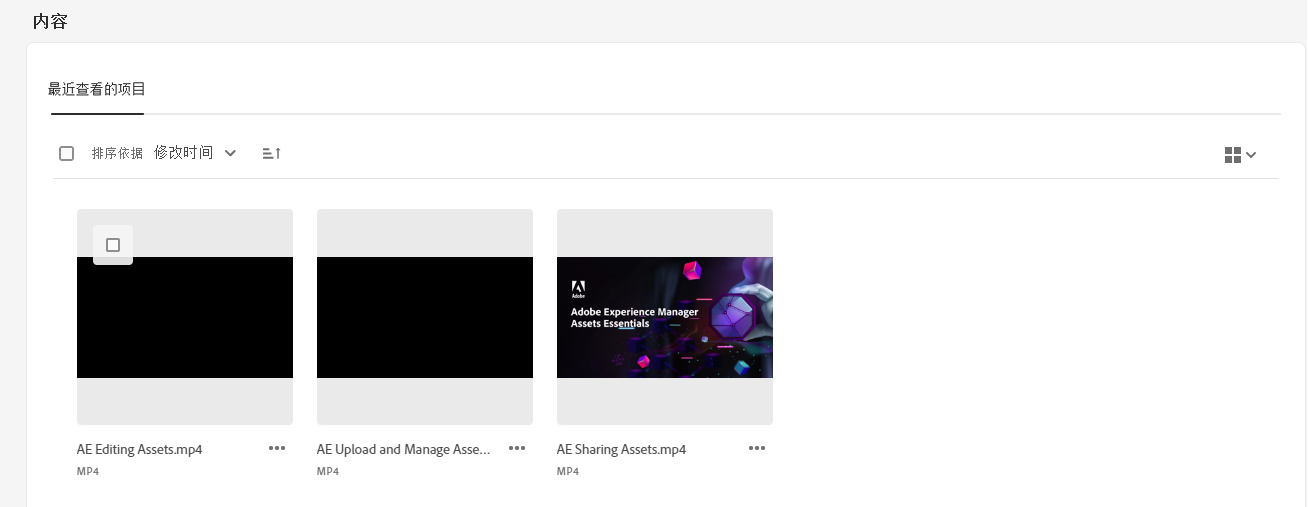 内容
最近查看的项目
排序依据 修改时间
Adobe
Adobe Experience Manager
Assets Essentials
AE Editing Assets.mp4
MP4
AE Upload and Manage Asse...
MP4
AE Sharing Assets.mp4
MP4